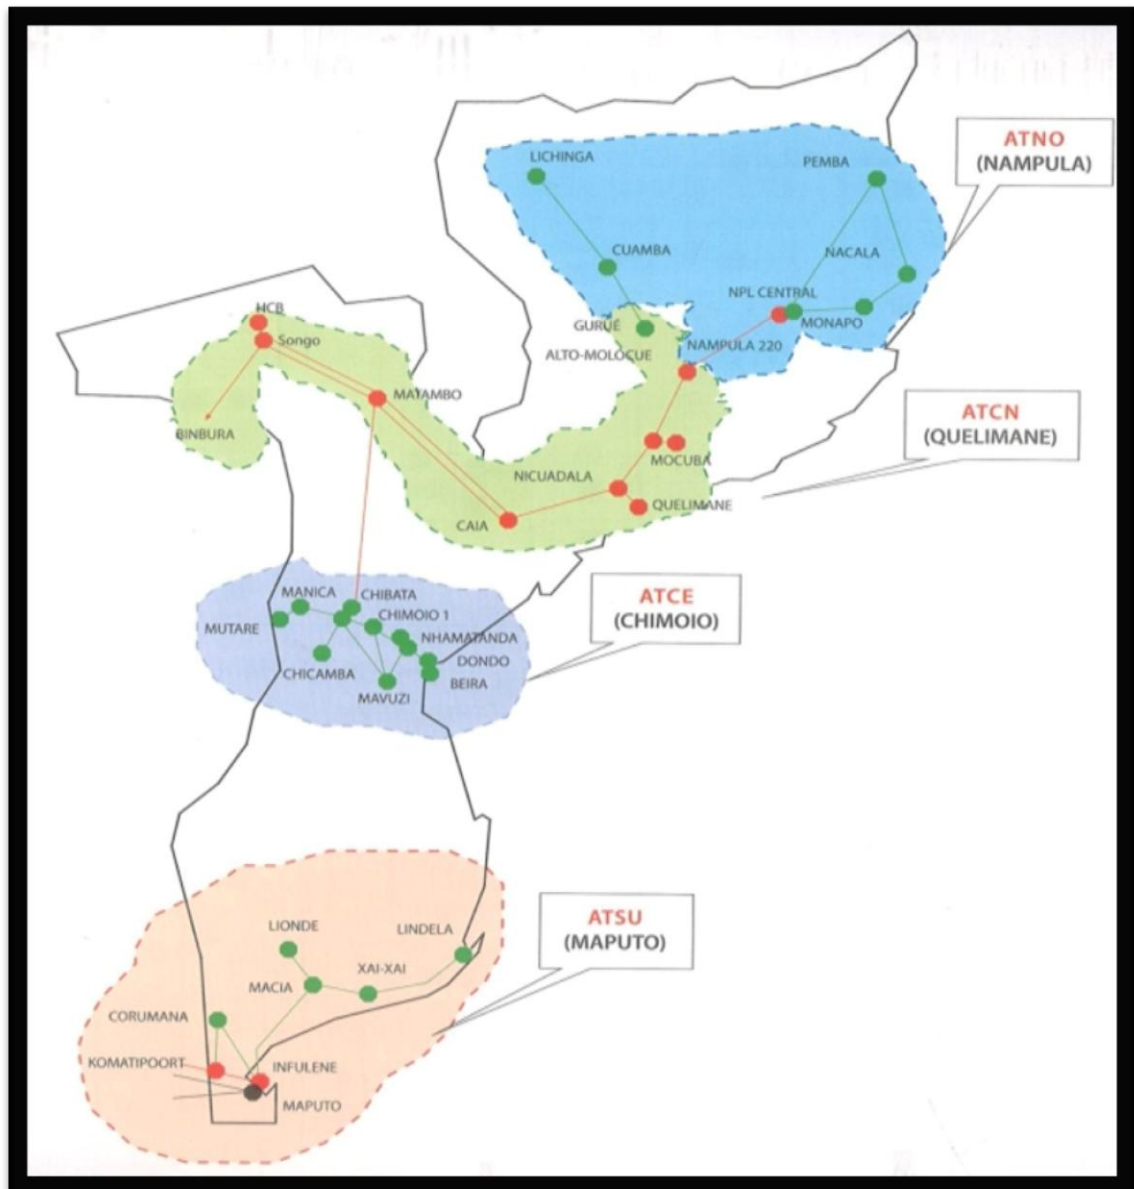 LICHINGA
PEMBA
ATNO
(NAMPULA)
CUAMBA
NACALA
NPL CENTRAL
MONAPO
GURUÉ
NAMPULA 220
ALTO-MOLÓCUE
HCB
Songo
MATAMBO
BINBURA
ATCN
(QUELIMANE)
MOCUBA
NICUADALA
QUELIMANE
CAIA
ATCE
(CHIMOIO)
MANICA
CHIBATA
CHIMOIO 1
MUTARE
NHAMATANDA
DONDO
CHICAMBA
BEIRA
MAVUZI
ATSU
(MAPUTO)
LIONDE
LINDELA
XAI-XAI
MACIA
CORUMANA
KOMATIPOORT
INFULENE
MAPUTO